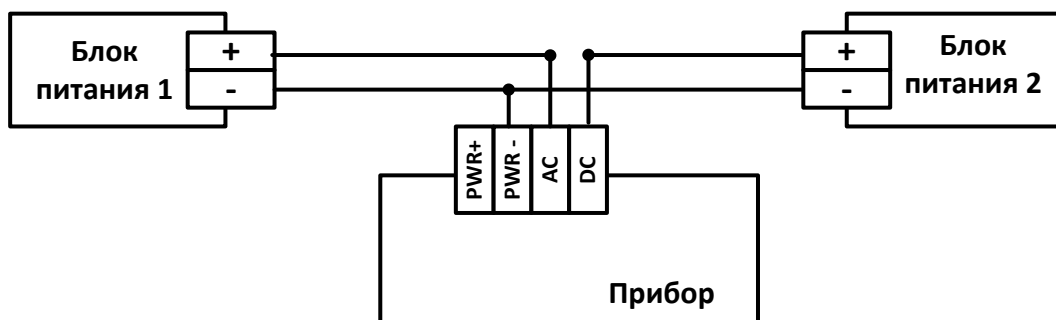 Блок
питания 1
+
-
+
-
Блок
питания 2
PWR+
PWR -
AC
DC
Прибор